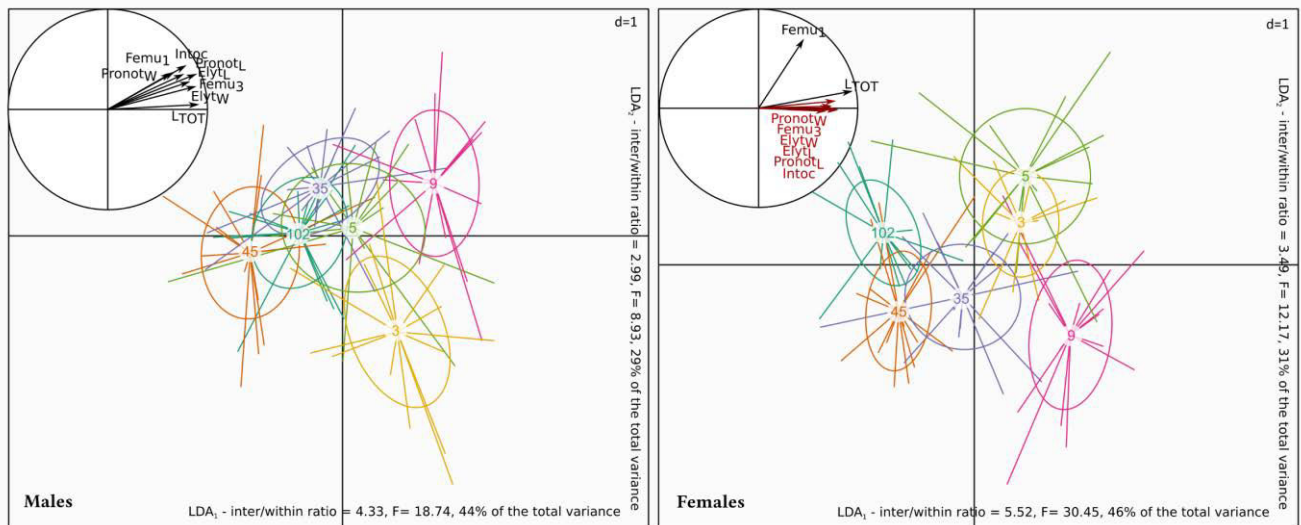 d=1
Femu1
Intoc
PronotL
PronotW
ElytL
Femu3
ElytW
LTOT
35
9
102
5
45
3
LDA2 - inter/within ratio = 2.99, F= 8.93, 29% of the total variance
Males
LDA1 - inter/within ratio = 4.33, F= 18.74, 44% of the total variance
d=1
Femu1
LTOT
PronotW
Femu3
ElytW
ElytL
PronotL
Intoc
5
3
102
35
45
9
LDA2 - inter/within ratio = 3.49, F= 12.17, 31% of the total variance
Females
LDA1 - inter/within ratio = 5.52, F= 30.45, 46% of the total variance